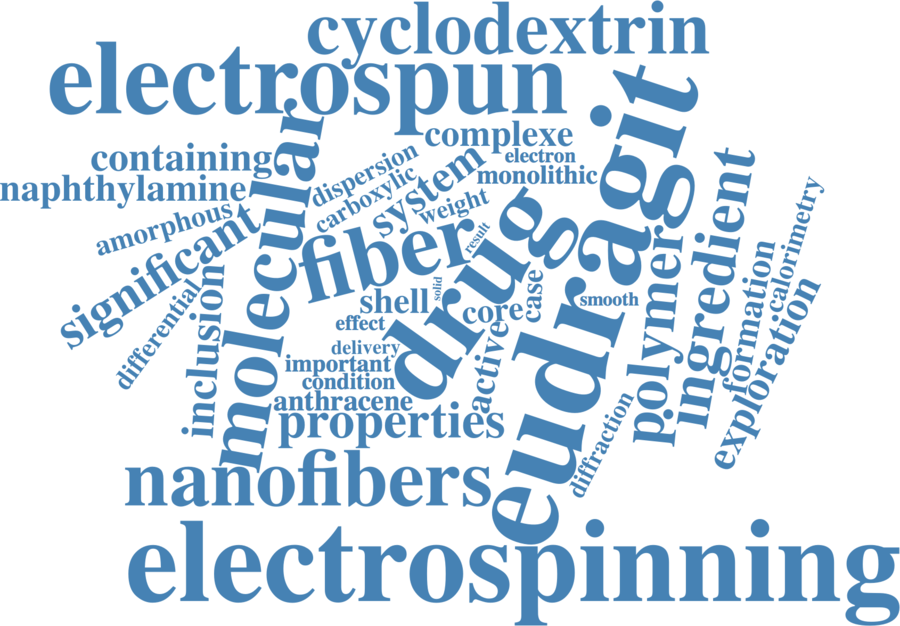 cyclodextrin
electrospun
eudragit
complexe
containing
electron
dispersion
molecular
system
monolithic
naphthylamine
carboxylic
ingredient
calorimetry
amorphous
weight
significant
drug
fiber
result
polymer
formation
differential
inclusion
solid
shell
case
smooth
core
exploration
effect
active
delivery
important
condition
anthracene
properties
diffraction
nanofibers
electrospinning